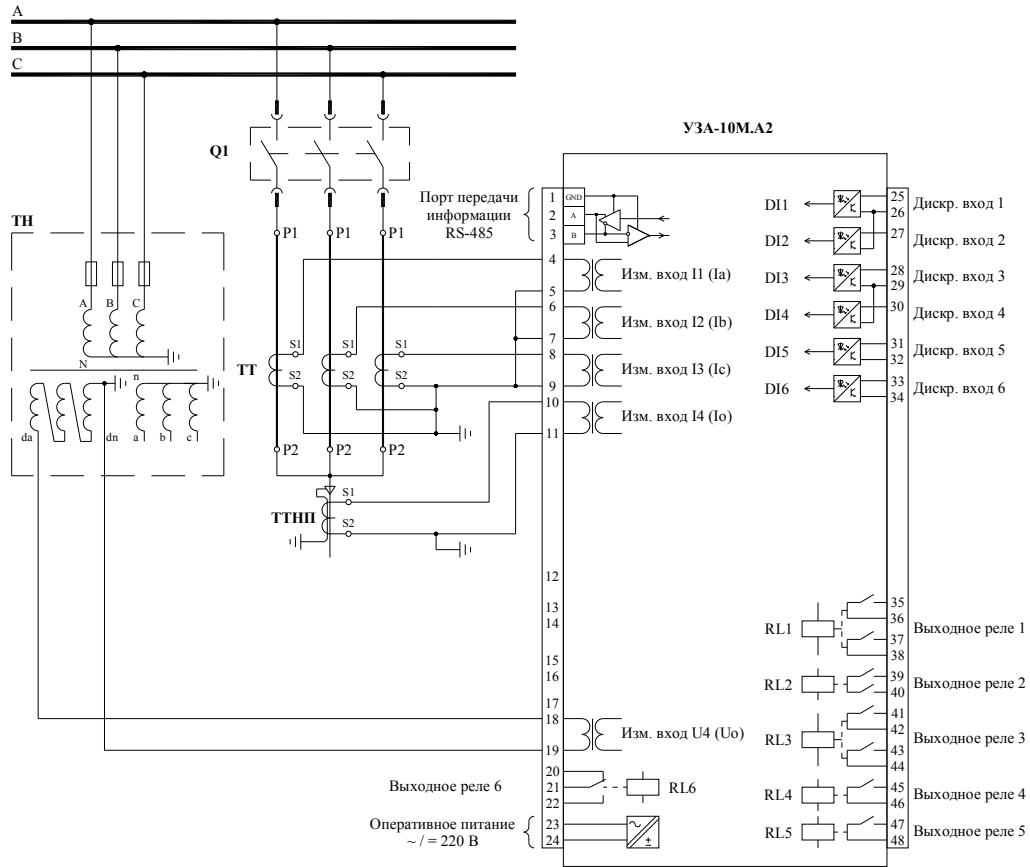 A
B
C
УЗА-10М.А2
Q1
ТН
A
B
C
N
n
da
dn
a
b
c
P1
P1
P1
ТТ
S1
S1
S1
S2
S2
S2
P2
P2
P2
ТТНП
S1
S2
Порт передачи
информации
RS-485
1
2
3
4
5
6
7
8
9
10
11
12
13
14
15
16
17
18
19
20
21
22
23
24
GND
A
B
Изм. вход I1 (Ia)
Изм. вход I2 (Ib)
Изм. вход I3 (Ic)
Изм. вход I4 (Io)
Изм. вход U4 (Uo)
Выходное реле 6
RL6
Оперативное питание
~ / = 220 В
~
±
DI1
25
26
Дискр. вход 1
DI2
27
Дискр. вход 2
DI3
28
29
Дискр. вход 3
DI4
30
Дискр. вход 4
DI5
31
32
Дискр. вход 5
DI6
33
34
Дискр. вход 6
RL1
35
36
37
38
Выходное реле 1
RL2
39
40
Выходное реле 2
RL3
41
42
43
44
Выходное реле 3
RL4
45
46
Выходное реле 4
RL5
47
48
Выходное реле 5